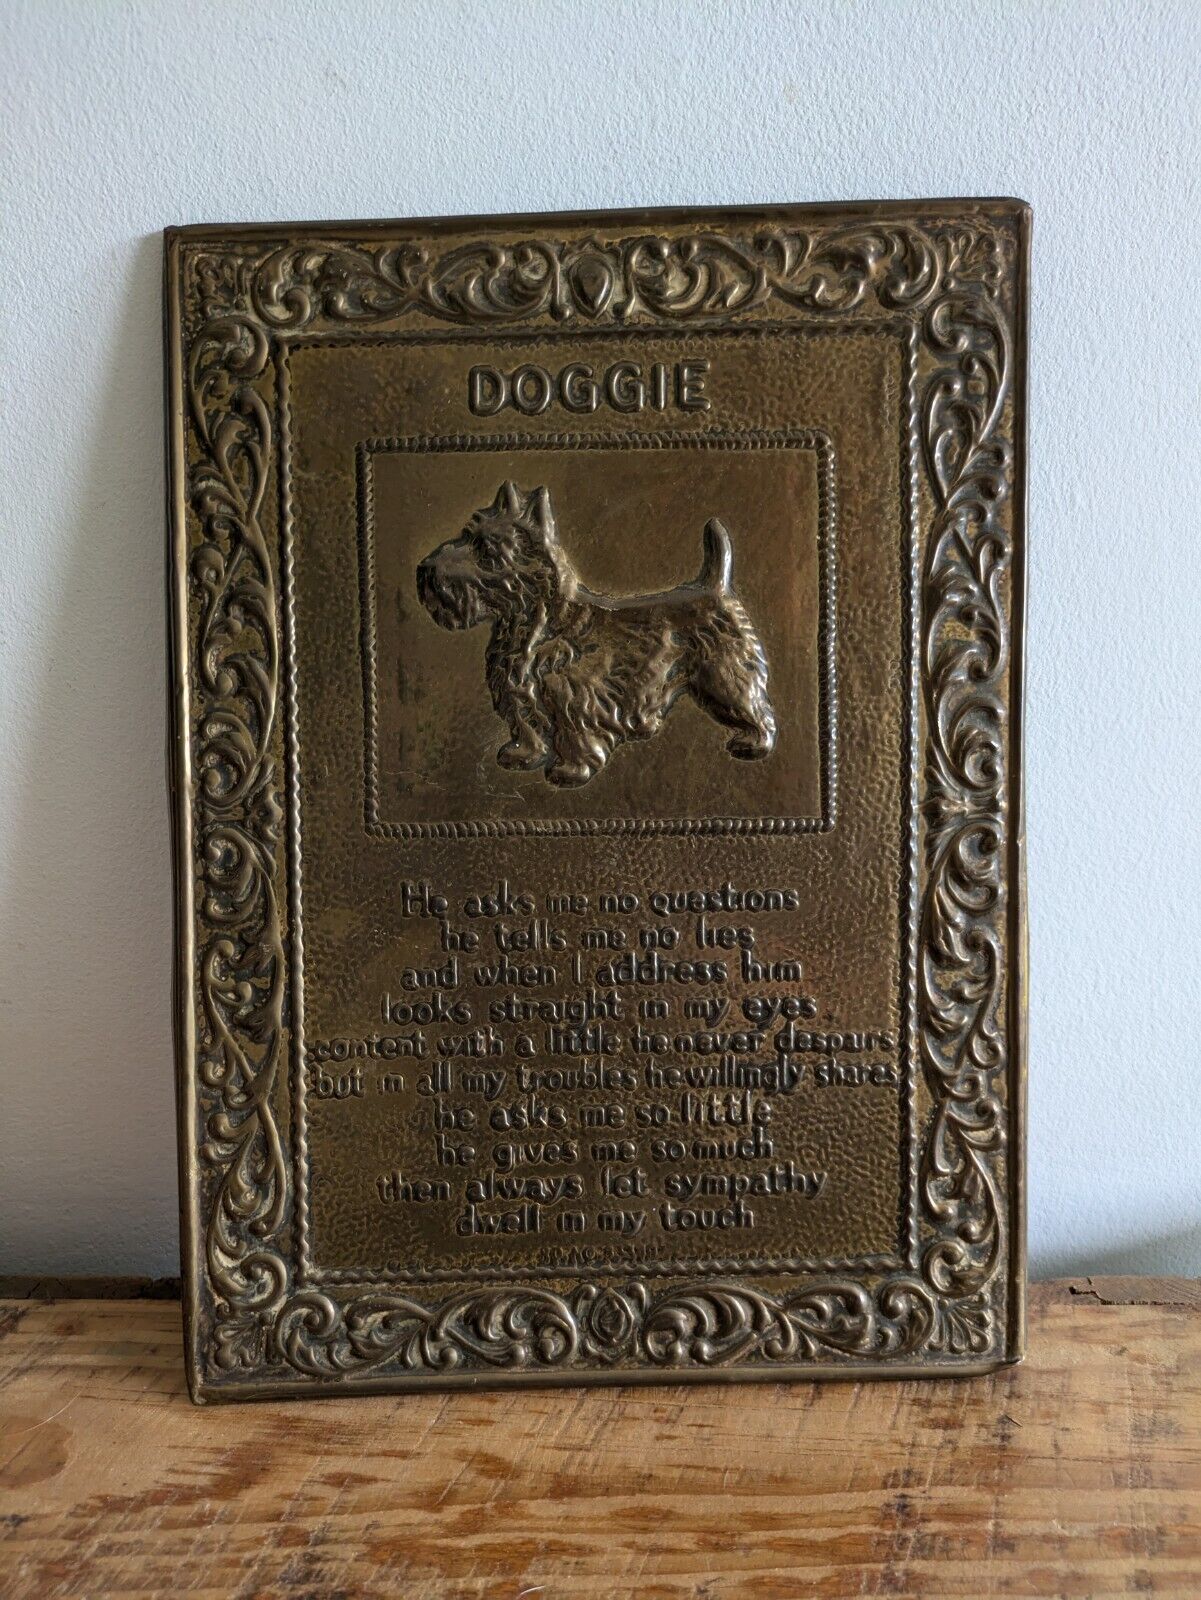 DOGGIE
He asks me no questions
he tells me no lies
and when I address him
looks straight in my eyes
content with a little he never despairs
but in all my troubles he willingly shares
he asks me so little
he gives me so much
then always let sympathy
dwell in my touch